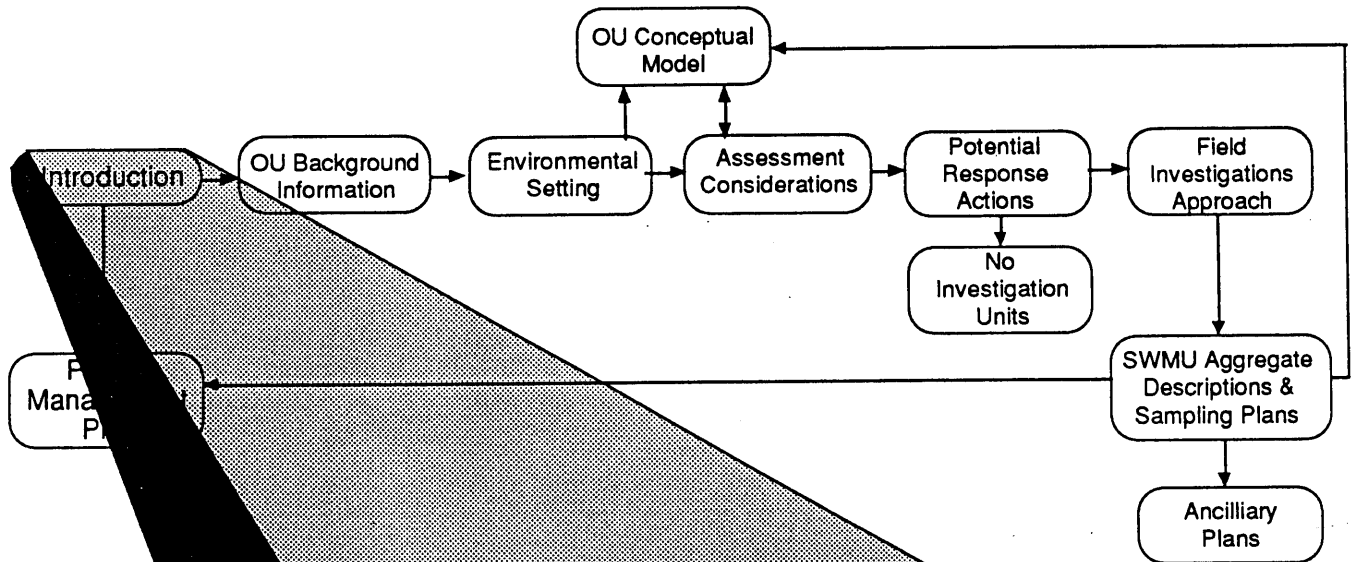 OU Conceptual
Model
Introduction
OU Background
Information
Environmental
Setting
Assessment
Considerations
Potential
Response
Actions
Field
Investigations
Approach
No
Investigation
Units
SWMU Aggregate
Descriptions &
Sampling Plans
Ancilliary
Plans